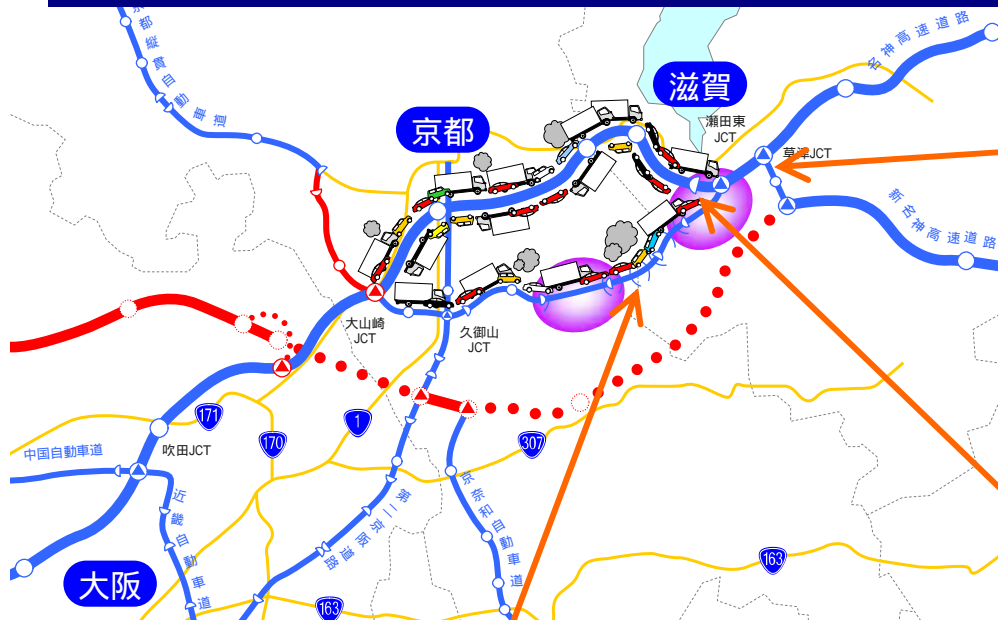 名神高速道路
滋賀
瀬田東
JCT
草津JCT
京都
新名神高速道路
京都縦貫自動車道
大山崎
JCT
久御山
JCT
171
170
1
307
吹田JCT
中国自動車道
近畿自動車道
第二京阪道路
京奈和自動車道
163
大阪
163